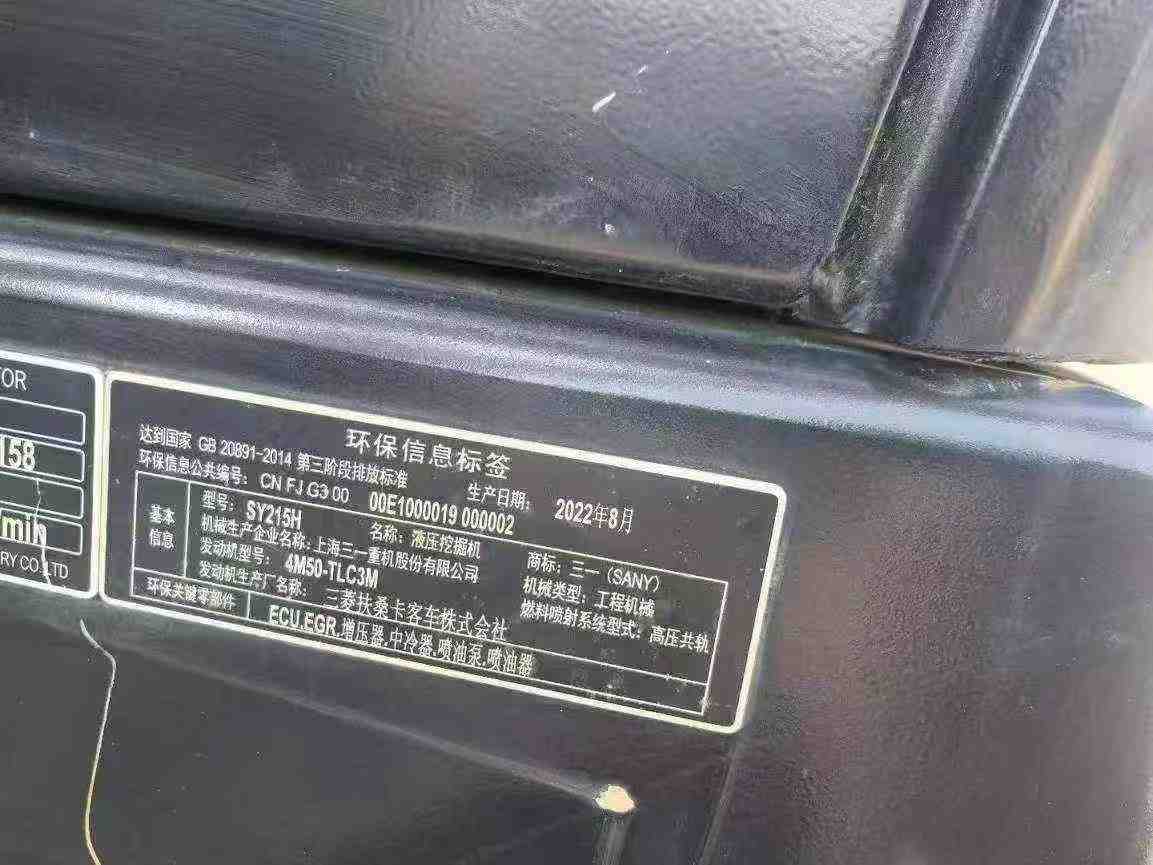 TOR
158
/min
RY CO.,LTD
环保信息标签
达到国家 GB 20891-2014 第三阶段排放标准
生产日期： 2022年8月
环保信息公共编号: CN FJ G3 00 00E1000019 000002
基本信息
型号: SY215H 名称: 液压挖掘机 商标: 三一（SANY）
机械生产企业名称: 上海三一重机股份有限公司 机械类型: 工程机械
发动机型号: 4M50-TLC3M 燃料喷射系统型式: 高压共轨
发动机生产厂名称: 三菱扶桑卡客车株式会社
环保关键零部件 ECU.EGR.增压器.中冷器.喷油泵.喷油器